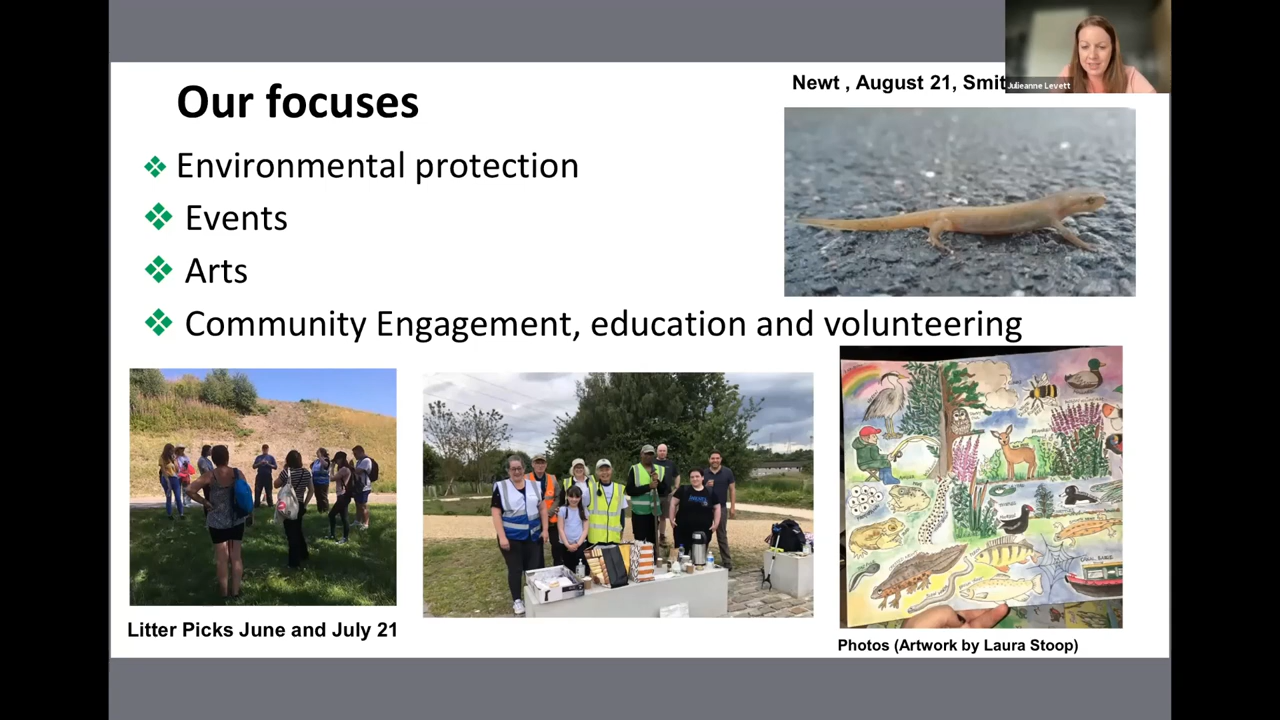 Our focuses
Newt , August 21, Smit
Julieanne Levett
Environmental protection
Events
Arts
Community Engagement, education and volunteering
Litter Picks June and July 21
Photos (Artwork by Laura Stoop)